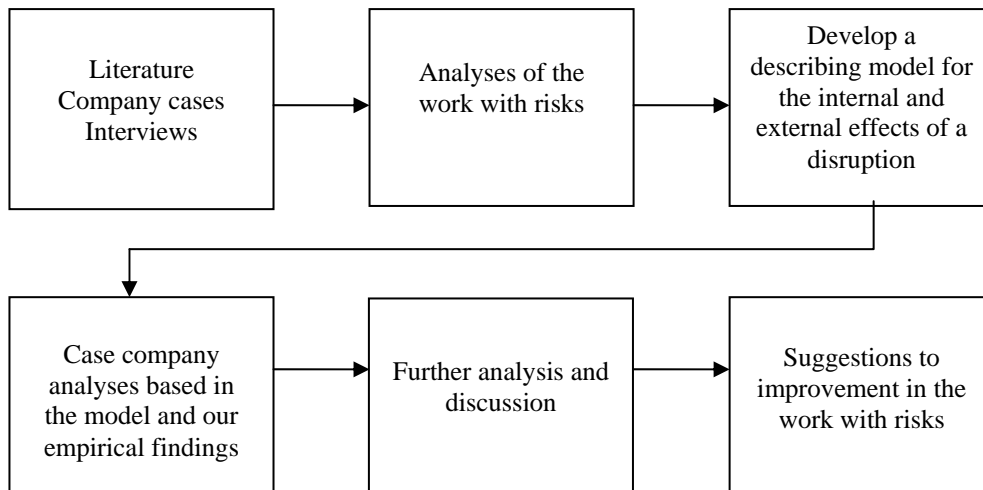 Literature
Company cases
Interviews
Analyses of the
work with risks
Develop a
describing model for
the internal and
external effects of a
disruption
Case company
analyses based in
the model and our
empirical findings
Further analysis and
discussion
Suggestions to
improvement in the
work with risks